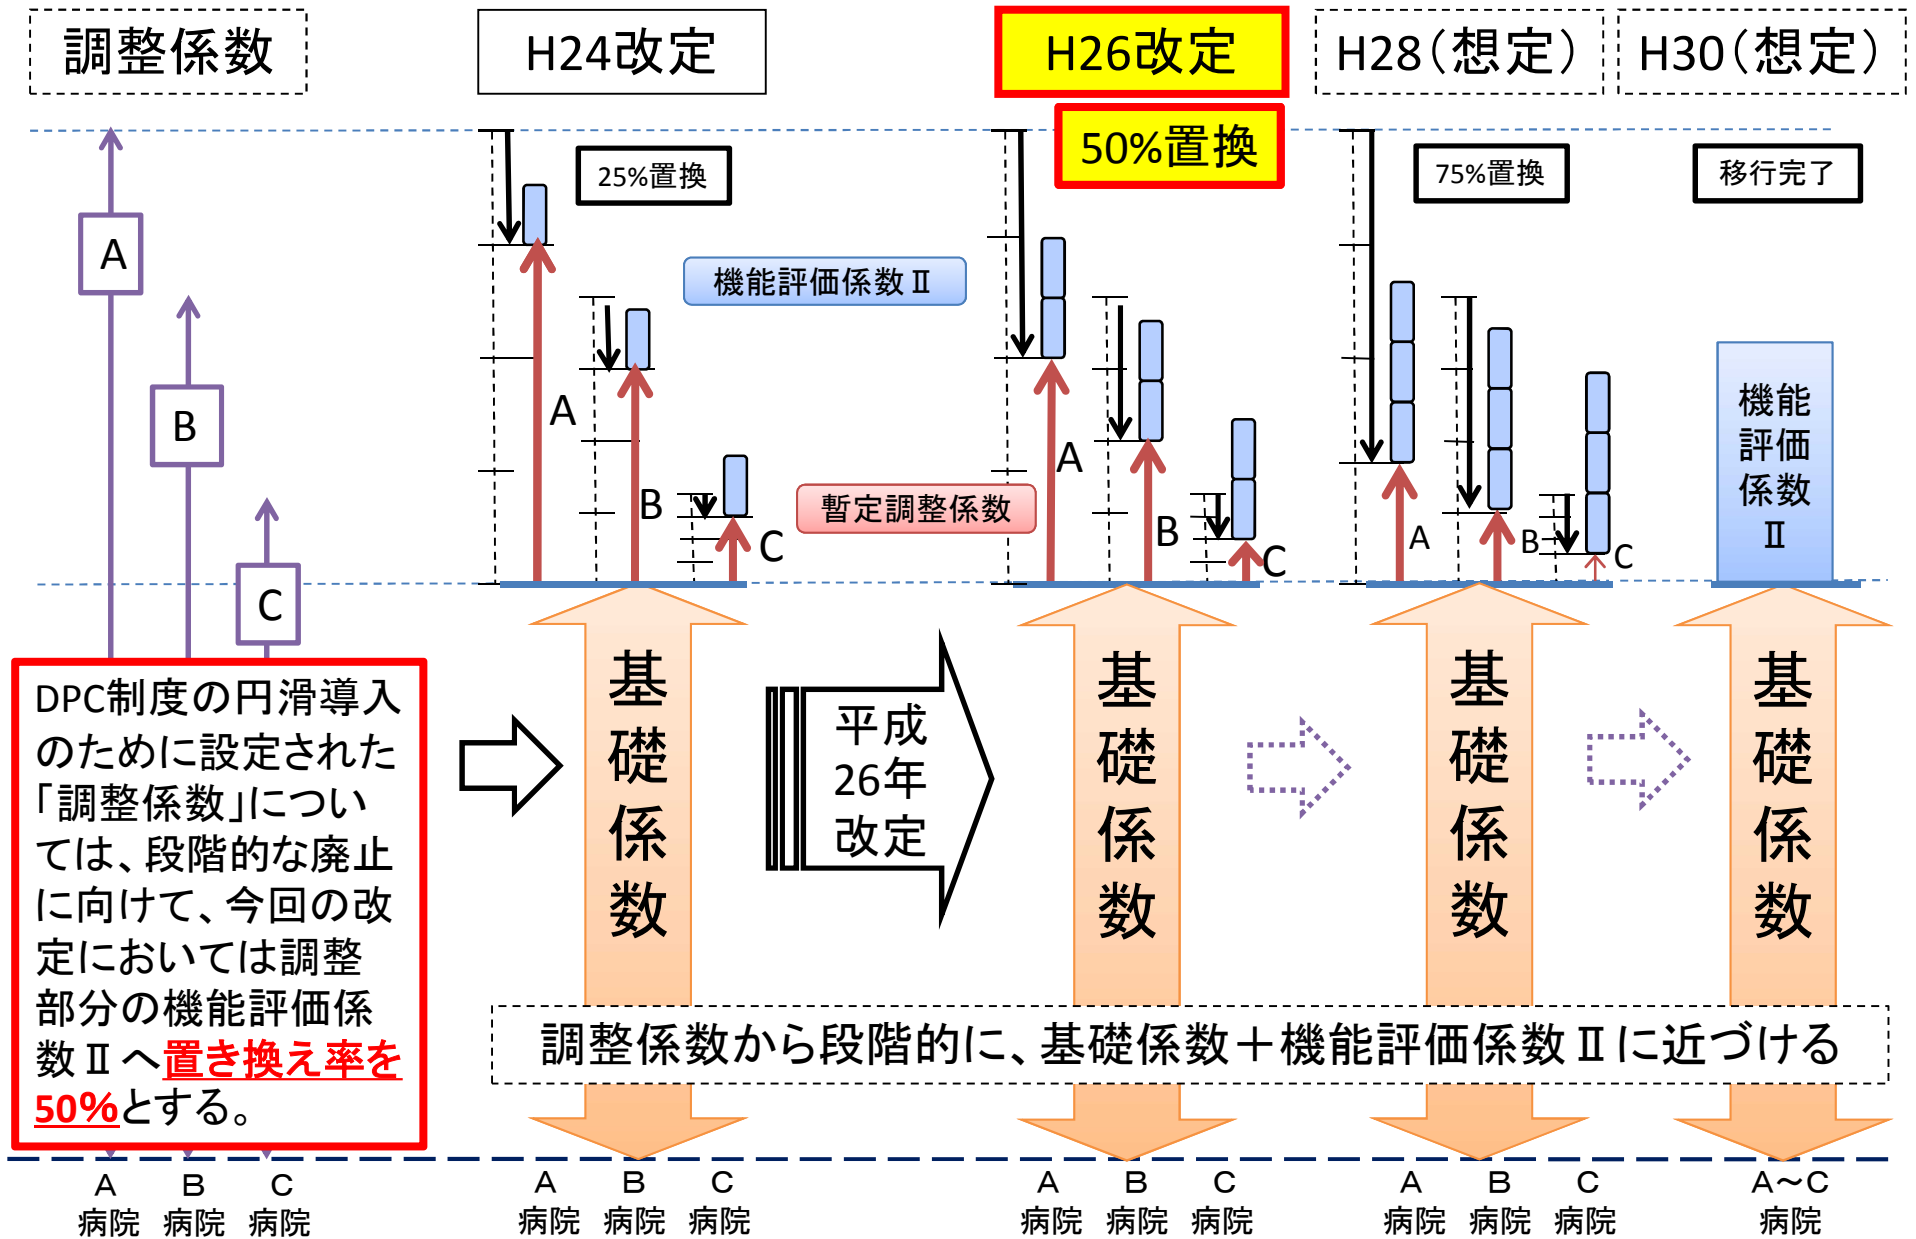 調整係数
H24改定
H26改定
H28（想定）
H30（想定）
25%置換
50%置換
75%置換
移行完了
A
B
C
機能評価係数Ⅱ
暫定調整係数
A
B
C
A
B
C
A
B
C
機能
評価
係数
Ⅱ
DPC制度の円滑導入
のために設定された
「調整係数」につい
ては、段階的な廃止
に向けて、今回の改
定においては調整
部分の機能評価係
数Ⅱへ置き換え率を
50%とする。
基礎係数
平成
26年
改定
基礎係数
基礎係数
基礎係数
調整係数から段階的に、基礎係数＋機能評価係数Ⅱに近づける
A
病院
B
病院
C
病院
A
病院
B
病院
C
病院
A
病院
B
病院
C
病院
A
病院
B
病院
C
病院
A～C
病院